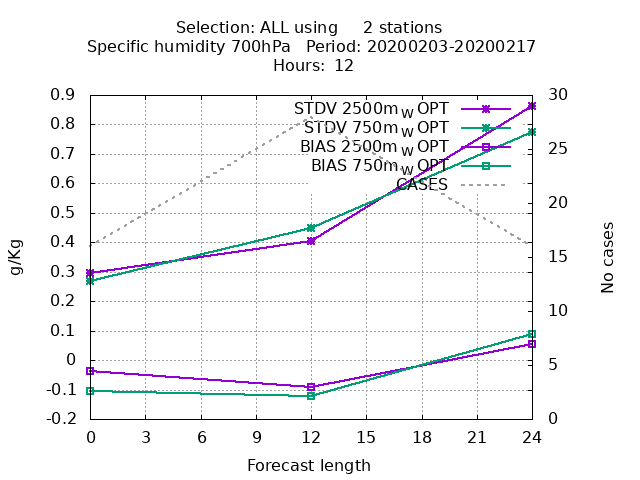 Selection: ALL using     2 stations
Specific humidity 700hPa   Period: 20200203-20200217
Hours: 12
STDV 2500m W OPT
STDV 750m W OPT
BIAS 2500m W OPT
BIAS 750m W OPT
CASES
0.9
0.8
0.7
0.6
0.5
0.4
0.3
0.2
0.1
0
-0.1
-0.2
30
25
20
15
10
5
0
g/Kg
No cases
0 3 6 9 12 15 18 21 24
Forecast length